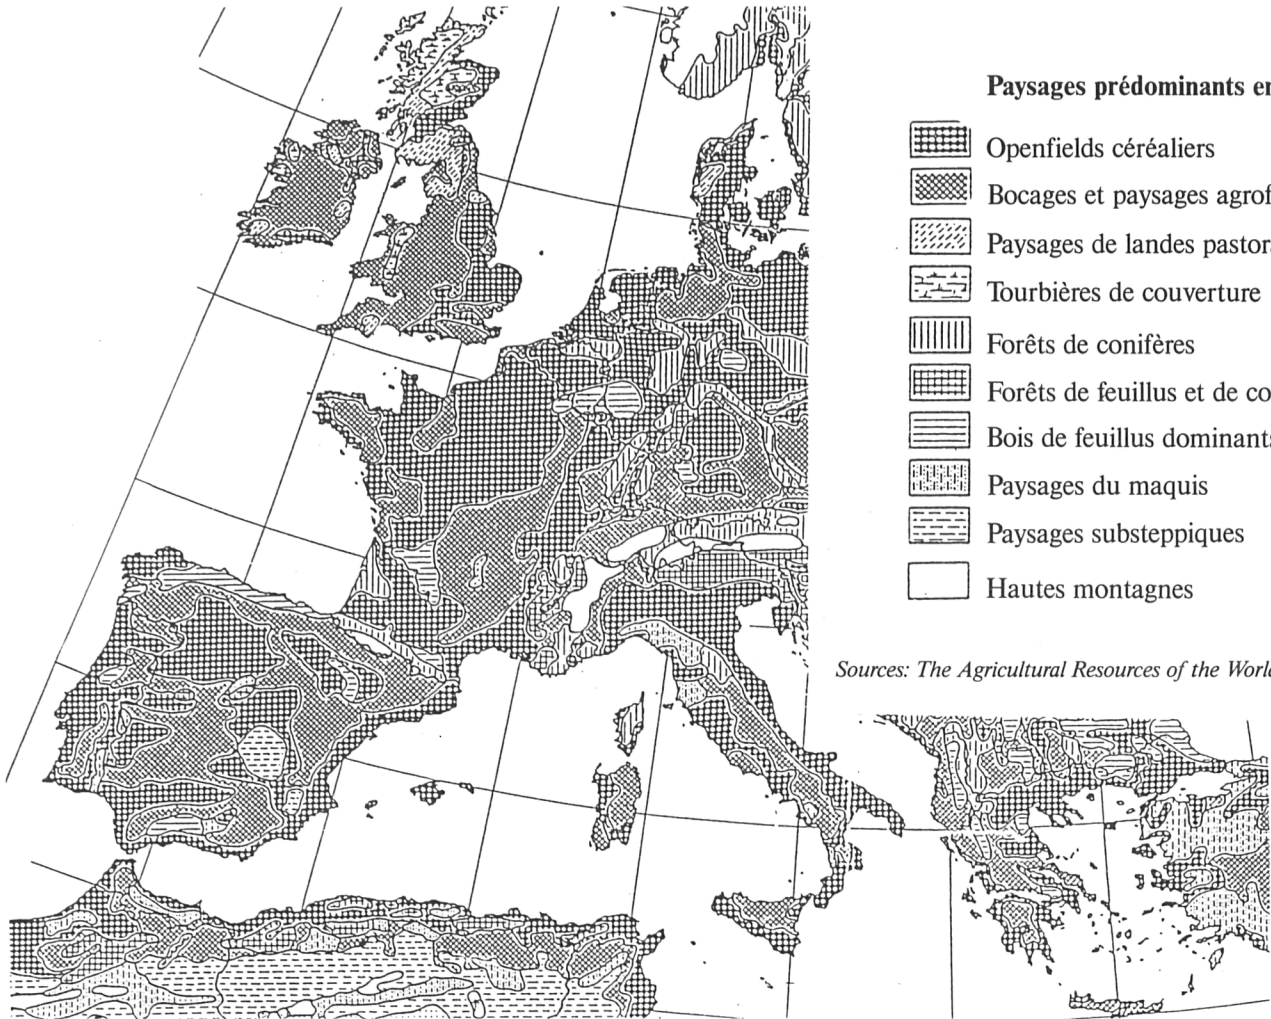 Paysages prédominants en
Openfields céréaliers
Bocages et paysages agrof
Paysages de landes pastor
Tourbières de couverture
Forêts de conifères
Forêts de feuillus et de co
Bois de feuillus dominants
Paysages du maquis
Paysages substeppiques
Hautes montagnes
Sources: The Agricultural Resources of the World